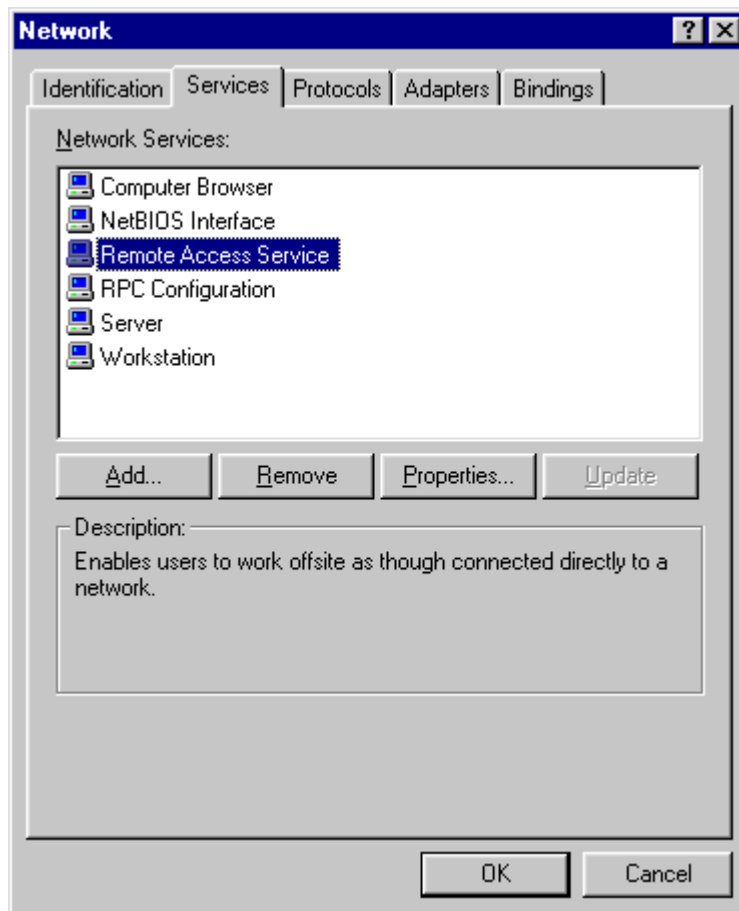 Network
Identification Services Protocols Adapters Bindings
Network Services:
Computer Browser
NetBIOS Interface
Remote Access Service
RPC Configuration
Server
Workstation
Add... Remove Properties... Update
Description:
Enables users to work offsite as though connected directly to a
network.
OK Cancel